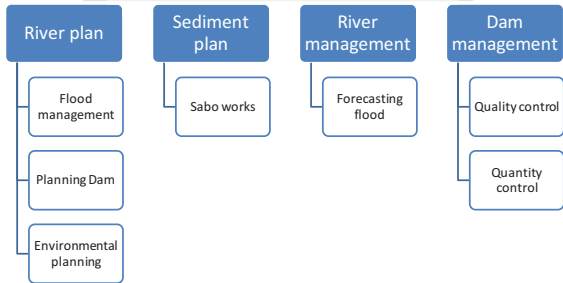 River plan
Flood
management
Planning Dam
Environmental
planning
Sediment
plan
Sabo works
River
management
Forecasting
flood
Dam
management
Quality control
Quantity
control